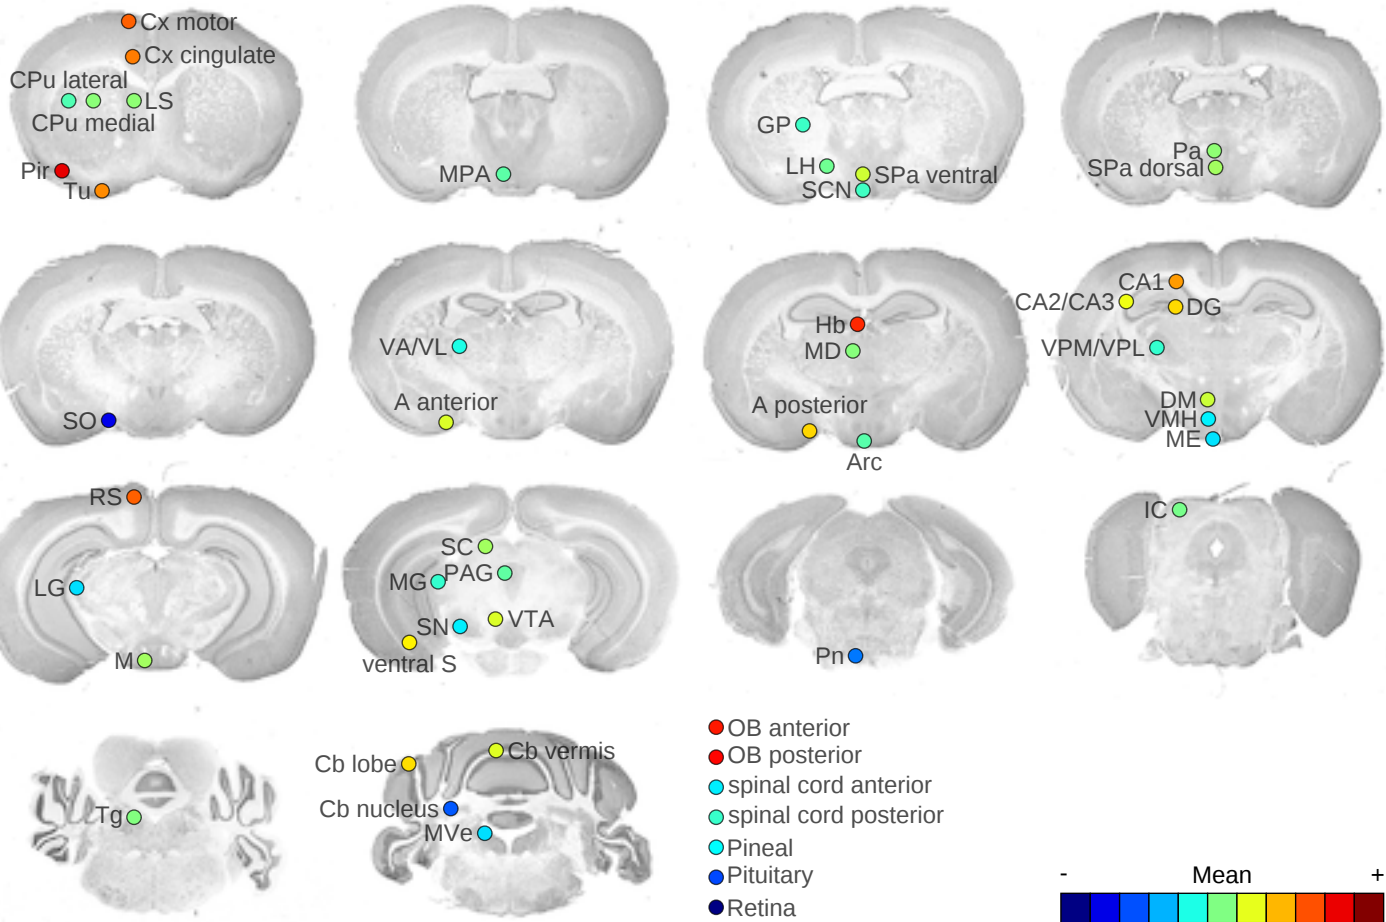 Cx motor
Cx cingulate
CPu lateral
LS
CPu medial
Pir
Tu
MPA
GP
LH
SPa ventral
SCN
Pa
SPa dorsal
SO
VA/VL
A anterior
Hb
MD
A posterior
Arc
CA1
CA2/CA3
DG
VPM/VPL
DM
VMH
ME
RS
LG
M
SC
MG
PAG
SN
VTA
ventral S
Pn
IC
Tg
Cb lobe
Cb vermis
Cb nucleus
MVe
OB anterior
OB posterior
spinal cord anterior
spinal cord posterior
Pineal
Pituitary
Retina
- Mean +